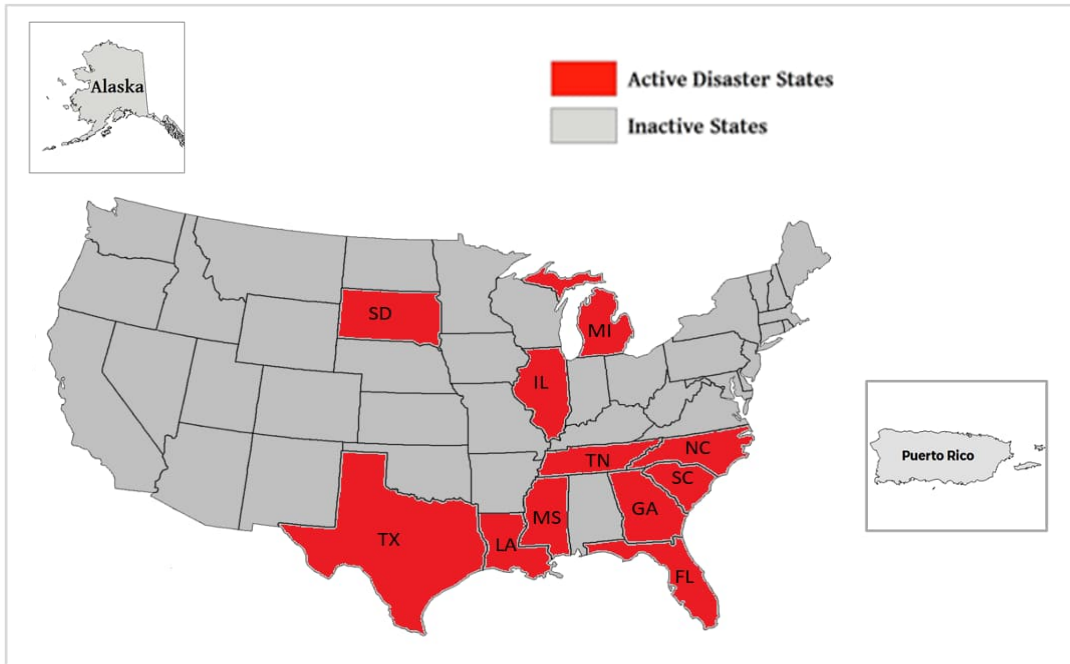 Alaska
Active Disaster States
Inactive States
SD
MI
IL
TN
NC
SC
MS
GA
TX
LA
FL
Puerto Rico